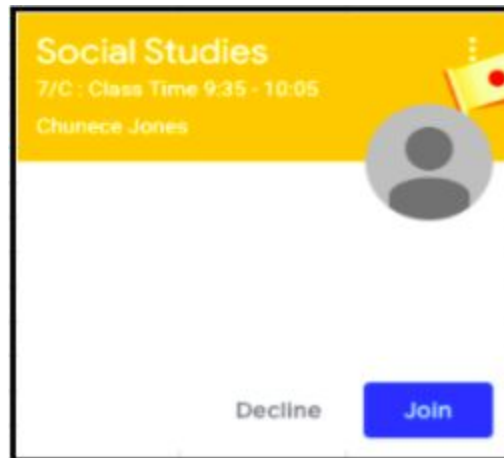 Social Studies
7/C : Class Time 9:35 - 10:05
Chunece Jones
Decline
Join